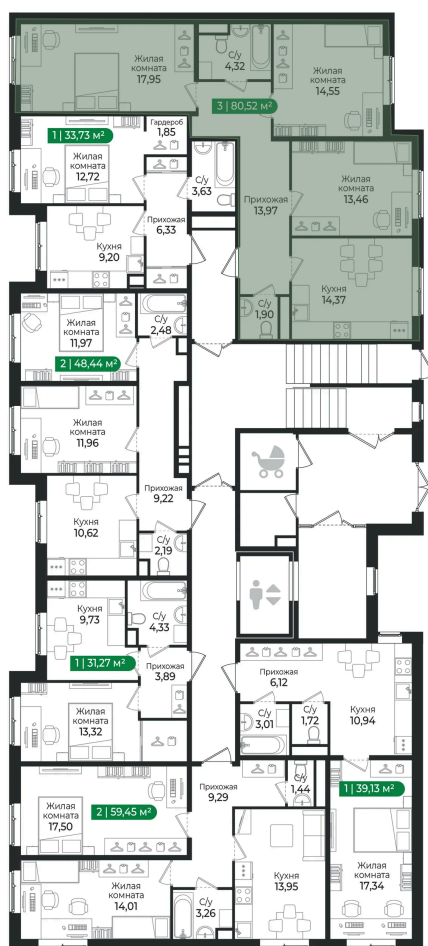 Жилая
комната
17,95
С/у
4,32
Жилая
комната
14,55
3 | 80,52 м²
1 | 33,73 м²
Гардероб
1,85
Жилая
комната
12,72
С/у
3,63
Жилая
комната
13,46
Прихожая
13,97
Прихожая
6,33
Кухня
9,20
Кухня
14,37
С/у
1,90
Жилая
комната
11,97
С/у
2,48
2 | 48,44 м²
Жилая
комната
11,96
Прихожая
9,22
Кухня
10,62
С/у
2,19
Кухня
9,73
С/у
4,33
1 | 31,27 м²
Прихожая
3,89
Прихожая
6,12
Жилая
комната
13,32
С/у
3,01
С/у
1,72
Кухня
10,94
Прихожая
9,29
С/у
1,44
1 | 39,13 м²
Жилая
комната
17,50
2 | 59,45 м²
Кухня
13,95
Жилая
комната
17,34
Жилая
комната
14,01
С/у
3,26